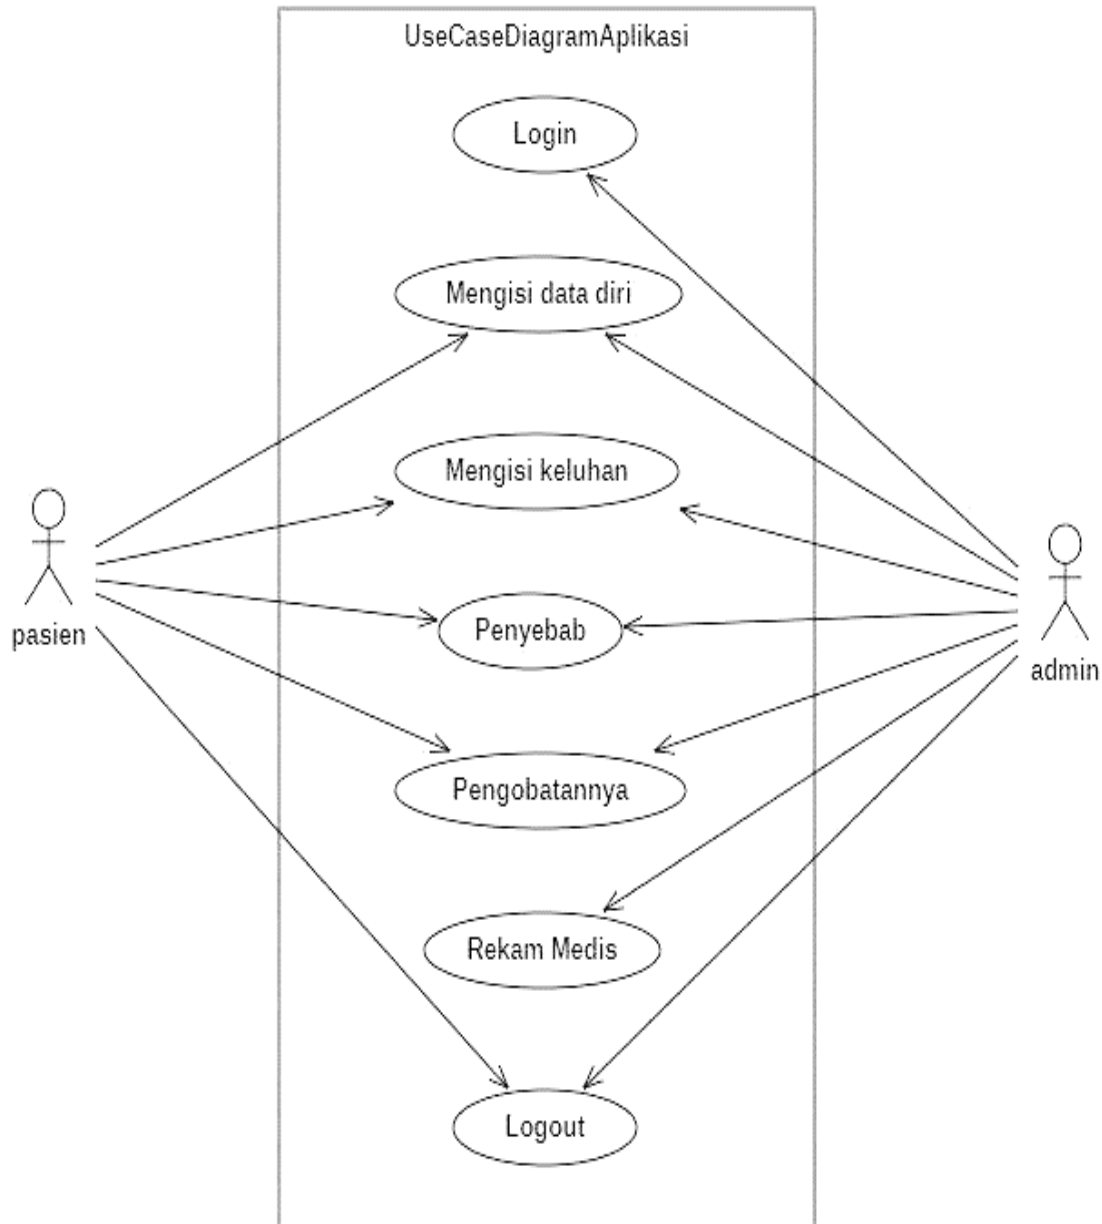 UseCaseDiagramAplikasi
Login
Mengisi data diri
Mengisi keluhan
pasien
Penyebab
admin
Pengobatannya
Rekam Medis
Logout